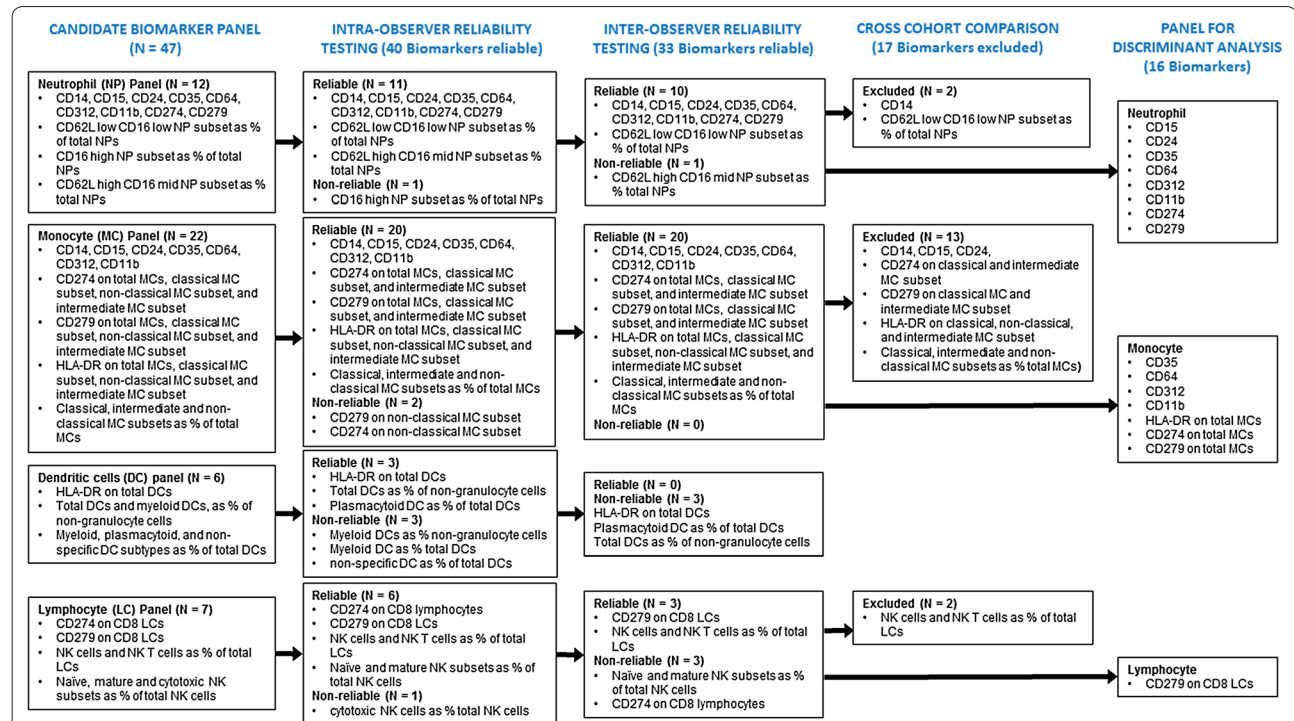 CANDIDATE BIOMARKER PANEL
(N = 47)
INTRA-OBSERVER RELIABILITY
TESTING (40 Biomarkers reliable)
INTER-OBSERVER RELIABILITY
TESTING (33 Biomarkers reliable)
CROSS COHORT COMPARISON
(17 Biomarkers excluded)
PANEL FOR
DISCRIMINANT ANALYSIS
(16 Biomarkers)
Neutrophil (NP) Panel (N = 12)
• CD14, CD15, CD24, CD35, CD64,
CD312, CD11b, CD274, CD279
• CD62L low CD16 low NP subset as %
of total NPs
• CD16 high NP subset as % of total
NPs
• CD62L high CD16 mid NP subset as %
total NPs
Reliable (N = 11)
• CD14, CD15, CD24, CD35, CD64,
CD312, CD11b, CD274, CD279
• CD62L low CD16 low NP subset as %
of total NPs
• CD62L high CD16 mid NP subset as %
total NPs
Non-reliable (N = 1)
• CD16 high NP subset as % of total NPs
Reliable (N = 10)
• CD14, CD15, CD24, CD35, CD64,
CD312, CD11b, CD274, CD279
• CD62L low CD16 low NP subset as %
of total NPs
Non-reliable (N = 1)
• CD62L high CD16 mid NP subset as
% total NPs
Excluded (N = 2)
• CD14
• CD62L low CD16 low NP subset as
% of total NPs
Neutrophil
• CD15
• CD24
• CD35
• CD64
• CD312
• CD11b
• CD274
• CD279
Monocyte (MC) Panel (N = 22)
• CD14, CD15, CD24, CD35, CD64,
CD312, CD11b
• CD274 on total MCs, classical MC
subset, non-classical MC subset, and
intermediate MC subset
• CD279 on total MCs, classical MC
subset, non-classical MC subset, and
intermediate MC subset
• HLA-DR on total MCs, classical MC
subset, non-classical MC subset, and
intermediate MC subset
• Classical, intermediate and non-
classical MC subsets as % of total
MCs
Reliable (N = 20)
• CD14, CD15, CD24, CD35, CD64,
CD312, CD11b
• CD274 on total MCs, classical MC
subset, and intermediate MC subset
• CD279 on total MCs, classical MC
subset, and intermediate MC subset
• HLA-DR on total MCs, classical MC
subset, non-classical MC subset, and
intermediate MC subset
• Classical, intermediate and non-
classical MC subsets as % of total MCs
Non-reliable (N = 2)
• CD279 on non-classical MC subset
• CD274 on non-classical MC subset
Reliable (N = 20)
• CD14, CD15, CD24, CD35, CD64,
CD312, CD11b
• CD274 on total MCs, classical MC
subset, and intermediate MC subset
• CD279 on total MCs, classical MC
subset, and intermediate MC subset
• HLA-DR on total MCs, classical MC
subset, non-classical MC subset, and
intermediate MC subset
• Classical, intermediate and non-
classical MC subsets as % of total
MCs
Non-reliable (N = 0)
Excluded (N = 13)
• CD14, CD15, CD24,
• CD274 on classical and intermediate
MC subset
• CD279 on classical MC and
intermediate MC subset
• HLA-DR on classical, non-classical,
and intermediate MC subset
• Classical, intermediate and non-
classical MC subsets as % total MCs)
Monocyte
• CD35
• CD64
• CD312
• CD11b
• HLA-DR on total MCs
• CD274 on total MCs
• CD279 on total MCs
Dendritic cells (DC) panel (N = 6)
• HLA-DR on total DCs
• Total DCs and myeloid DCs, as % of
non-granulocyte cells
• Myeloid, plasmacytoid, and non-
specific DC subtypes as % of total DCs
Reliable (N = 3)
• HLA-DR on total DCs
• Total DCs as % of non-granulocyte cells
• Plasmacytoid DC as % of total DCs
Non-reliable (N = 3)
• Myeloid DCs as % non-granulocyte cells
• Myeloid DC as % total DCs
• non-specific DC as % of total DCs
Reliable (N = 0)
Non-reliable (N = 3)
HLA-DR on total DCs
Plasmacytoid DC as % of total DCs
Total DCs as % of non-granulocyte cells
Lymphocyte (LC) Panel (N = 7)
• CD274 on CD8 LCs
• CD279 on CD8 LCs
• NK cells and NK T cells as % of total
LCs
• Naïve, mature and cytotoxic NK
subsets as % of total NK cells
Reliable (N = 6)
• CD274 on CD8 lymphocytes
• CD279 on CD8 LCs
• NK cells and NK T cells as % of total
LCs
• Naïve and mature NK subsets as % of
total NK cells
Non-reliable (N = 1)
• cytotoxic NK cells as % total NK cells
Reliable (N = 3)
• CD279 on CD8 LCs
• NK cells and NK T cells as % of total
LCs
Non-reliable (N = 3)
• Naïve and mature NK subsets as %
of total NK cells
• CD274 on CD8 lymphocytes
Excluded (N = 2)
• NK cells and NK T cells as % of total
LCs
Lymphocyte
• CD279 on CD8 LCs